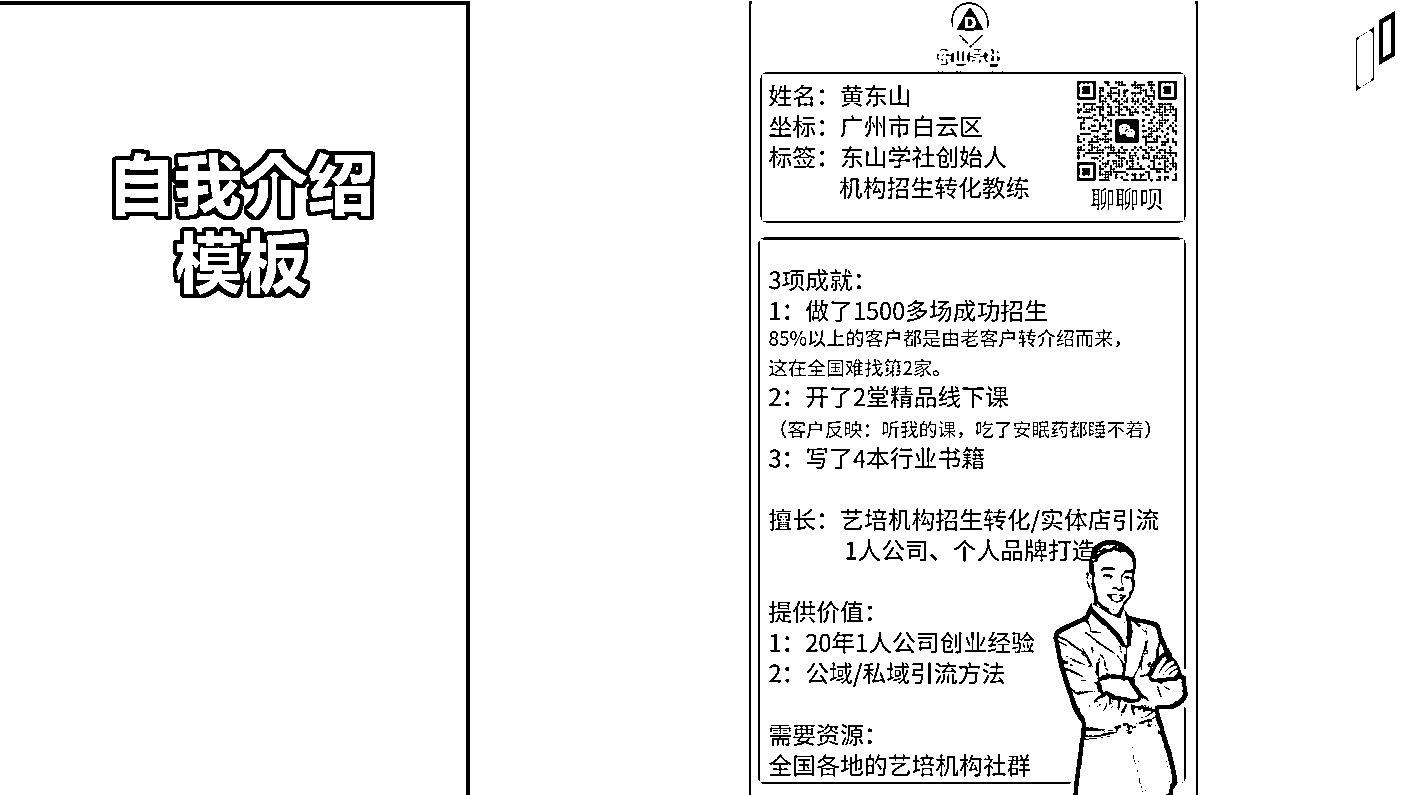 自我介绍
模板
D
姓名：黄东山
坐标：广州市白云区
标签：东山学社创始人
机构招生转化教练
聊聊呗
3项成就：
1：做了1500多场成功招生
85%以上的客户都是由老客户转介绍而来，
这在全国难找第2家。
2：开了2堂精品线下课
（客户反映：听我的课，吃了安眠药都睡不着）
3：写了4本行业书籍
擅长：艺培机构招生转化/实体店引流
1人公司、个人品牌打造
提供价值：
1：20年1人公司创业经验
2：公域/私域引流方法
需要资源：
全国各地的艺培机构社群